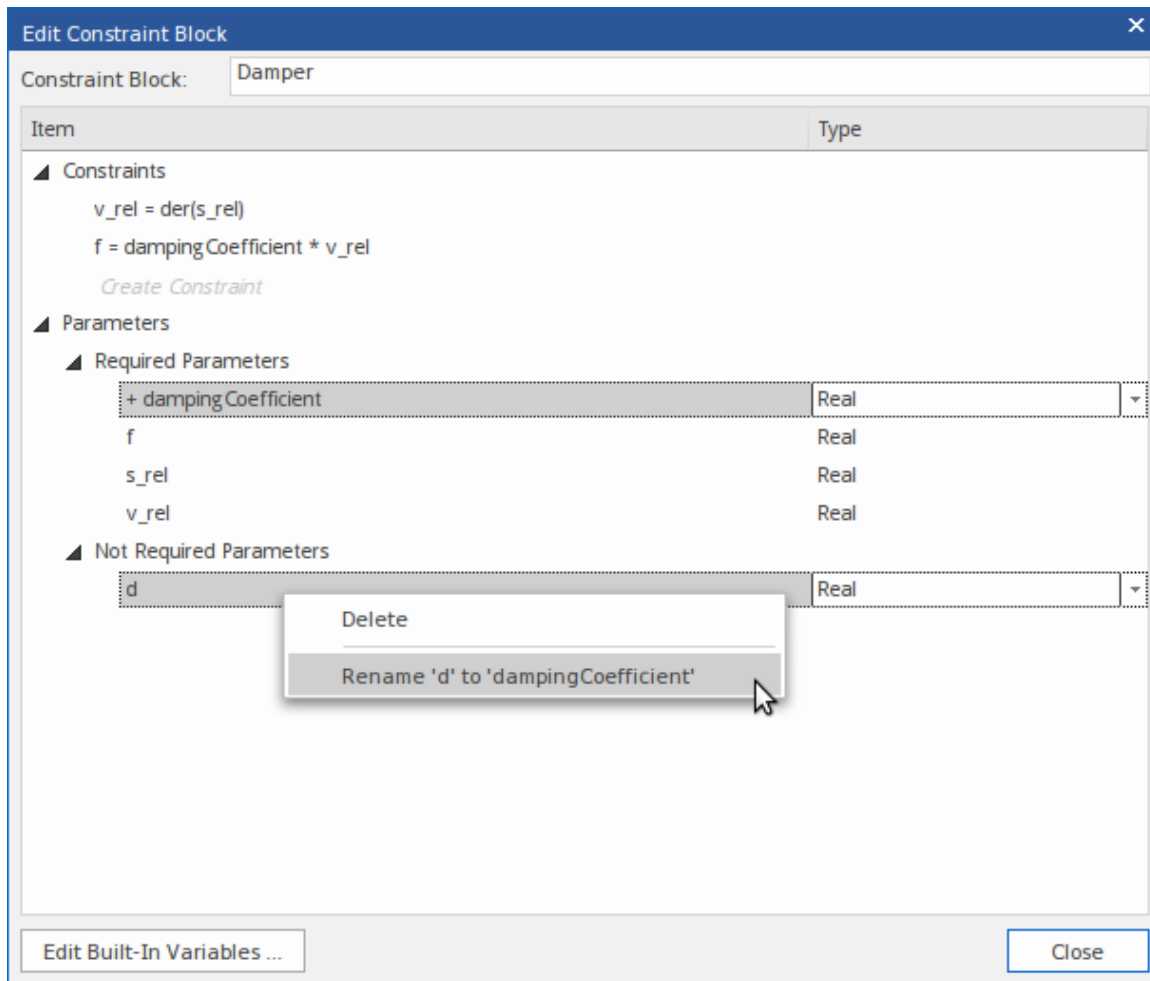 Edit Constraint Block
Constraint Block: Damper
Item Type
Constraints
v_rel = der(s_rel)
f = dampingCoefficient * v_rel
Create Constraint
Parameters
Required Parameters
+ dampingCoefficient Real
f Real
s_rel Real
v_rel Real
Not Required Parameters
d Real
Delete
Rename 'd' to 'dampingCoefficient'
Edit Built-In Variables ... Close